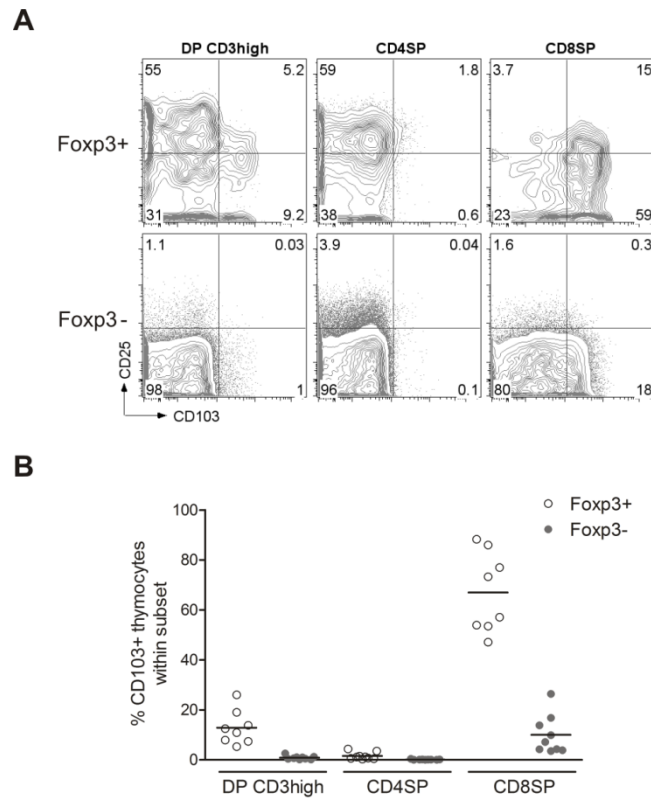 A
DP CD3high CD4SP CD8SP
Foxp3+
55 5.2
31 9.2
59 1.8
38 0.6
3.7 15
23 59
Foxp3-
1.1 0.03
98 1
3.9 0.04
96 0.1
1.6 0.3
80 18
CD25
CD103
B
% CD103+ thymocytes
within subset
100
80
60
40
20
0
Foxp3+
Foxp3-
DP CD3high CD4SP CD8SP